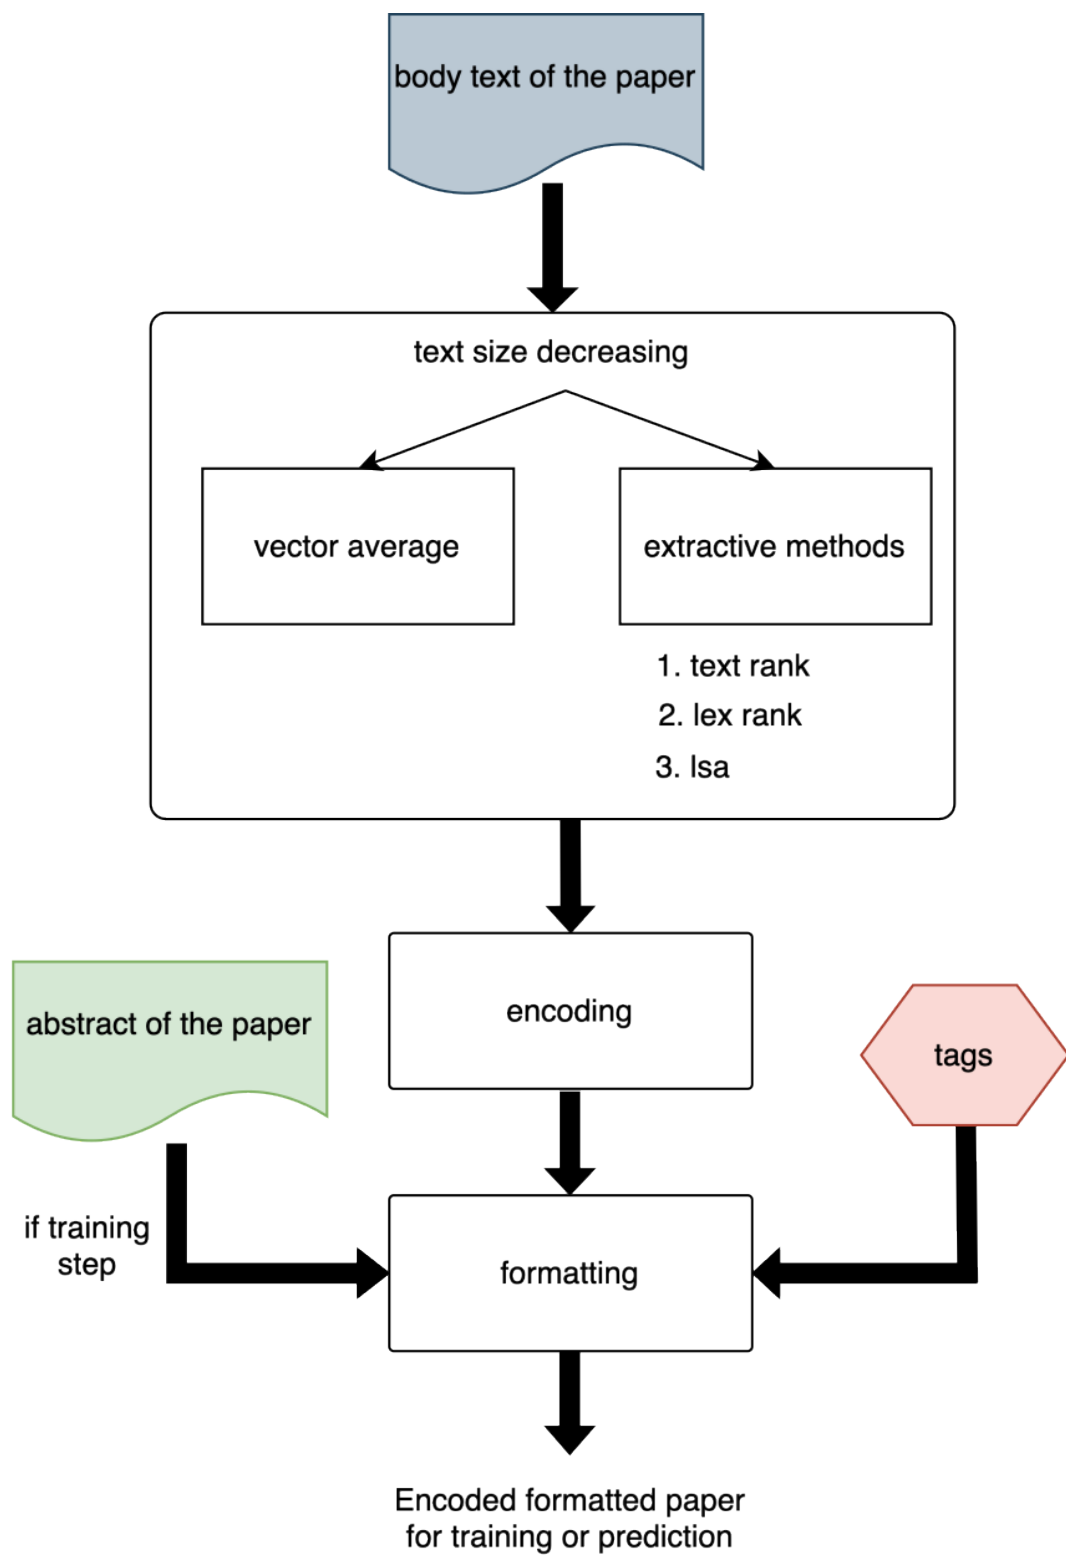 body text of the paper
text size decreasing
vector average
extractive methods
1. text rank
2. lex rank
3. lsa
encoding
abstract of the paper
tags
if training
step
formatting
Encoded formatted paper
for training or prediction